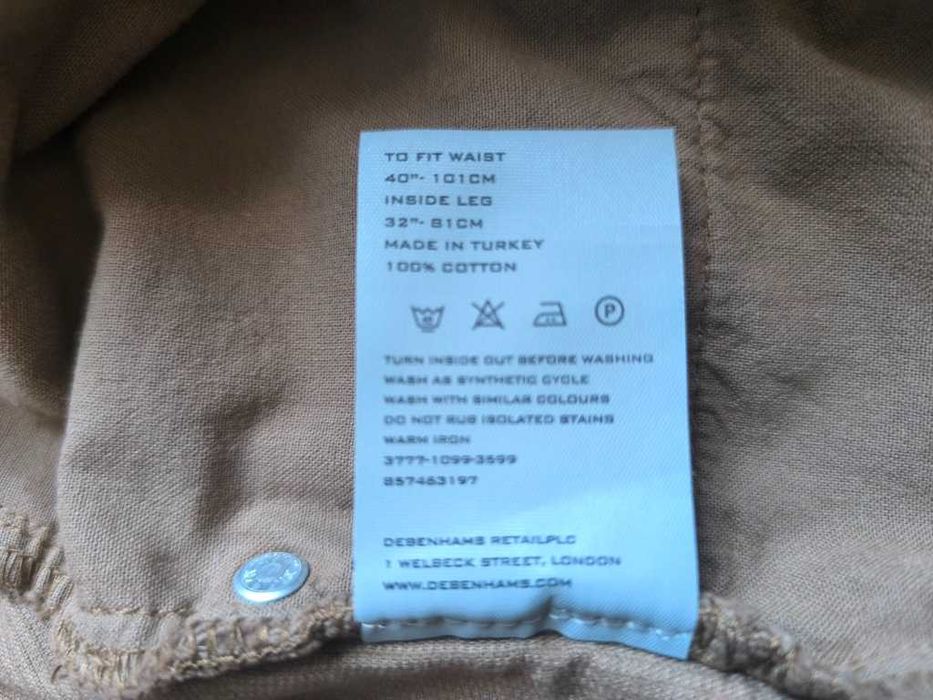 TO FIT WAIST
40"- 101CM
INSIDE LEG
32"- 81CM
MADE IN TURKEY
100% COTTON
P
TURN INSIDE OUT BEFORE WASHING
WASH AS SYNTHETIC CYCLE
WASH WITH SIMILAR COLOURS
DO NOT RUB ISOLATED STAINS
WARM IRON
3777-1099-3599
857463197
DEBENHAMS RETAILPLC
1 WELBECK STREET, LONDON
WWW.DEBENHAMS.COM